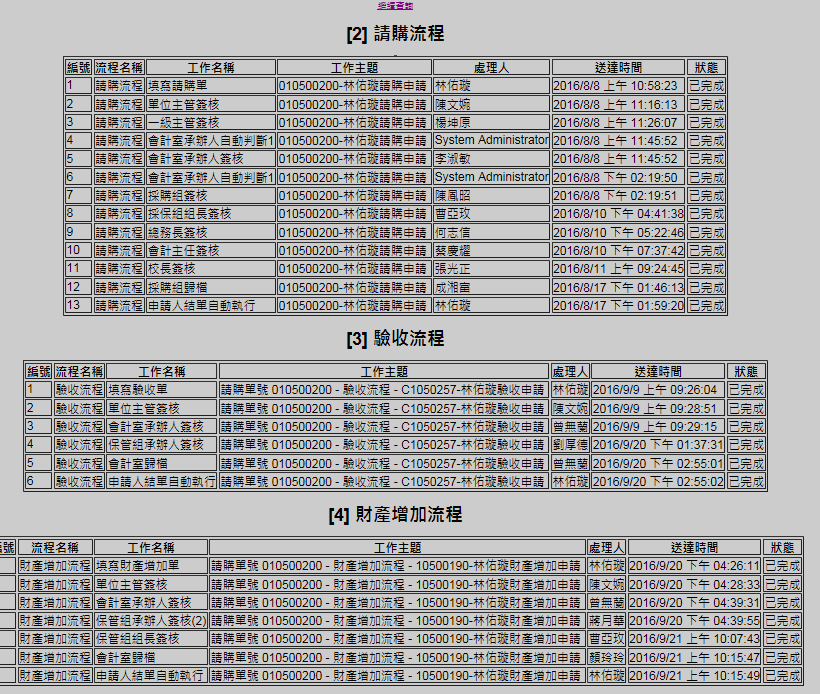 繼續查詢
[2] 請購流程
編號 流程名稱 工作名稱 工作主題 處理人 送達時間 狀態
1 請購流程 填寫請購單 010500200-林佑璇請購申請 林佑璇 2016/8/8 上午 10:58:23 已完成
2 請購流程 單位主管簽核 010500200-林佑璇請購申請 陳文婉 2016/8/8 上午 11:16:13 已完成
3 請購流程 一級主管簽核 010500200-林佑璇請購申請 楊坤原 2016/8/8 上午 11:26:07 已完成
4 請購流程 會計室承辦人自動判斷1 010500200-林佑璇請購申請 System Administrator 2016/8/8 上午 11:45:52 已完成
5 請購流程 會計室承辦人簽核 010500200-林佑璇請購申請 李淑敏 2016/8/8 上午 11:45:52 已完成
6 請購流程 會計室承辦人自動判斷1 010500200-林佑璇請購申請 System Administrator 2016/8/8 下午 02:19:50 已完成
7 請購流程 採購組簽核 010500200-林佑璇請購申請 陳鳳昭 2016/8/8 下午 02:19:51 已完成
8 請購流程 採保組組長簽核 010500200-林佑璇請購申請 曹亞玫 2016/8/10 下午 04:41:38 已完成
9 請購流程 總務長簽核 010500200-林佑璇請購申請 何志信 2016/8/10 下午 05:22:46 已完成
10 請購流程 會計主任簽核 010500200-林佑璇請購申請 蔡慶櫂 2016/8/10 下午 07:37:42 已完成
11 請購流程 校長簽核 010500200-林佑璇請購申請 張光正 2016/8/11 上午 09:24:45 已完成
12 請購流程 採購組歸檔 010500200-林佑璇請購申請 成湘甯 2016/8/17 下午 01:46:13 已完成
13 請購流程 申請人結單自動執行 010500200-林佑璇請購申請 林佑璇 2016/8/17 下午 01:59:20 已完成
[3] 驗收流程
編號 流程名稱 工作名稱 工作主題 處理人 送達時間 狀態
1 驗收流程 填寫驗收單 請購單號 010500200 - 驗收流程 - C1050257-林佑璇驗收申請 林佑璇 2016/9/9 上午 09:26:04 已完成
2 驗收流程 單位主管簽核 請購單號 010500200 - 驗收流程 - C1050257-林佑璇驗收申請 陳文婉 2016/9/9 上午 09:28:51 已完成
3 驗收流程 會計室承辦人簽核 請購單號 010500200 - 驗收流程 - C1050257-林佑璇驗收申請 曾無蘭 2016/9/9 上午 09:29:15 已完成
4 驗收流程 保管組承辦人簽核 請購單號 010500200 - 驗收流程 - C1050257-林佑璇驗收申請 劉厚德 2016/9/20 下午 01:37:31 已完成
5 驗收流程 會計室歸檔 請購單號 010500200 - 驗收流程 - C1050257-林佑璇驗收申請 曾無蘭 2016/9/20 下午 02:55:01 已完成
6 驗收流程 申請人結單自動執行 請購單號 010500200 - 驗收流程 - C1050257-林佑璇驗收申請 林佑璇 2016/9/20 下午 02:55:02 已完成
[4] 財產增加流程
號 流程名稱 工作名稱 工作主題 處理人 送達時間 狀態
財產增加流程 填寫財產增加單 請購單號 010500200 - 財產增加流程 - 10500190-林佑璇財產增加申請 林佑璇 2016/9/20 下午 04:26:11 已完成
財產增加流程 單位主管簽核 請購單號 010500200 - 財產增加流程 - 10500190-林佑璇財產增加申請 陳文婉 2016/9/20 下午 04:28:33 已完成
財產增加流程 會計室承辦人簽核 請購單號 010500200 - 財產增加流程 - 10500190-林佑璇財產增加申請 曾無蘭 2016/9/20 下午 04:39:31 已完成
財產增加流程 保管組承辦人簽核(2) 請購單號 010500200 - 財產增加流程 - 10500190-林佑璇財產增加申請 蔣月華 2016/9/20 下午 04:39:55 已完成
財產增加流程 保管組組長簽核 請購單號 010500200 - 財產增加流程 - 10500190-林佑璇財產增加申請 曹亞玫 2016/9/21 上午 10:07:43 已完成
財產增加流程 會計室歸檔 請購單號 010500200 - 財產增加流程 - 10500190-林佑璇財產增加申請 顏玲玲 2016/9/21 上午 10:15:47 已完成
財產增加流程 申請人結單自動執行 請購單號 010500200 - 財產增加流程 - 10500190-林佑璇財產增加申請 林佑璇 2016/9/21 上午 10:15:49 已完成